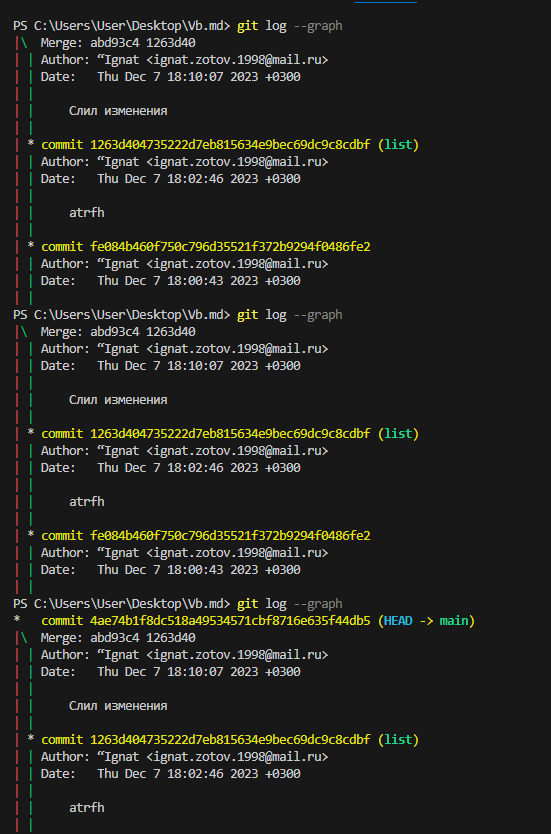 PS C:\Users\User\Desktop\Vb.md> git log --graph
|\  Merge: abd93c4 1263d40
| | Author: “Ignat <ignat.zotov.1998@mail.ru>
| | Date:   Thu Dec 7 18:10:07 2023 +0300
| |
| |     Слил изменения
| |
| * commit 1263d404735222d7eb815634e9bec69dc9c8cdbf (list)
| | Author: “Ignat <ignat.zotov.1998@mail.ru>
| | Date:   Thu Dec 7 18:02:46 2023 +0300
| |
| |     atrfh
| |
| * commit fe084b460f750c796d35521f372b9294f0486fe2
| | Author: “Ignat <ignat.zotov.1998@mail.ru>
| | Date:   Thu Dec 7 18:00:43 2023 +0300
| |
PS C:\Users\User\Desktop\Vb.md> git log --graph
|\  Merge: abd93c4 1263d40
| | Author: “Ignat <ignat.zotov.1998@mail.ru>
| | Date:   Thu Dec 7 18:10:07 2023 +0300
| |
| |     Слил изменения
| |
| * commit 1263d404735222d7eb815634e9bec69dc9c8cdbf (list)
| | Author: “Ignat <ignat.zotov.1998@mail.ru>
| | Date:   Thu Dec 7 18:02:46 2023 +0300
| |
| |     atrfh
| |
| * commit fe084b460f750c796d35521f372b9294f0486fe2
| | Author: “Ignat <ignat.zotov.1998@mail.ru>
| | Date:   Thu Dec 7 18:00:43 2023 +0300
| |
PS C:\Users\User\Desktop\Vb.md> git log --graph
*   commit 4ae74b1f8dc518a49534571cbf8716e635f44db5 (HEAD -> main)
|\  Merge: abd93c4 1263d40
| | Author: “Ignat <ignat.zotov.1998@mail.ru>
| | Date:   Thu Dec 7 18:10:07 2023 +0300
| |
| |     Слил изменения
| |
| * commit 1263d404735222d7eb815634e9bec69dc9c8cdbf (list)
| | Author: “Ignat <ignat.zotov.1998@mail.ru>
| | Date:   Thu Dec 7 18:02:46 2023 +0300
| |
| |     atrfh
| |